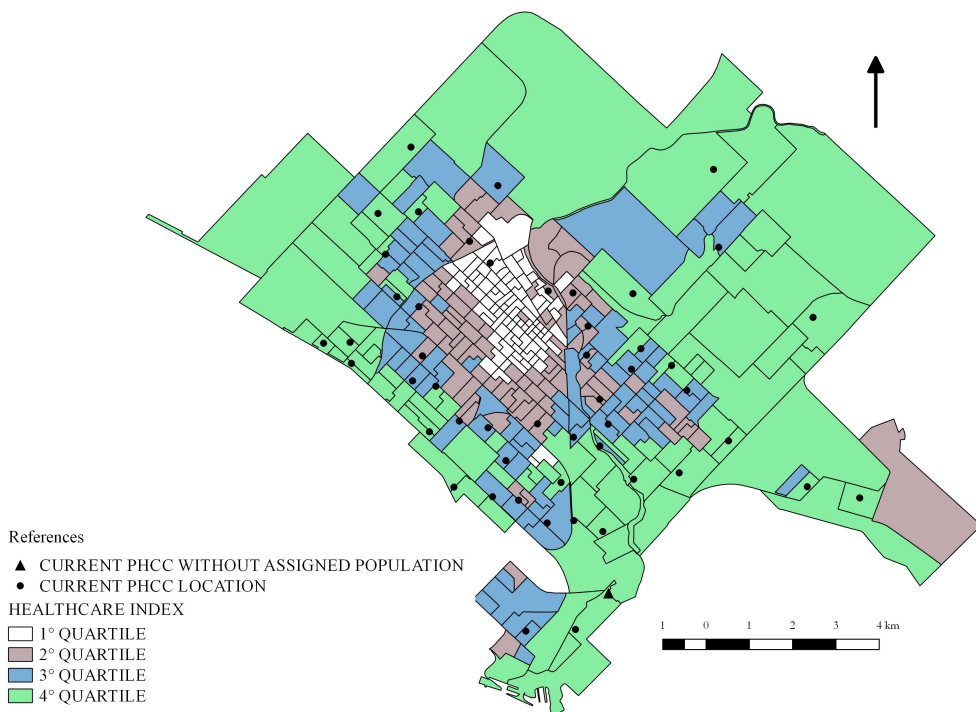 References
CURRENT PHCC WITHOUT ASSIGNED POPULATION
CURRENT PHCC LOCATION
HEALTHCARE INDEX
1° QUARTILE
2° QUARTILE
3° QUARTILE
4° QUARTILE
1 0 1 2 3 4 km